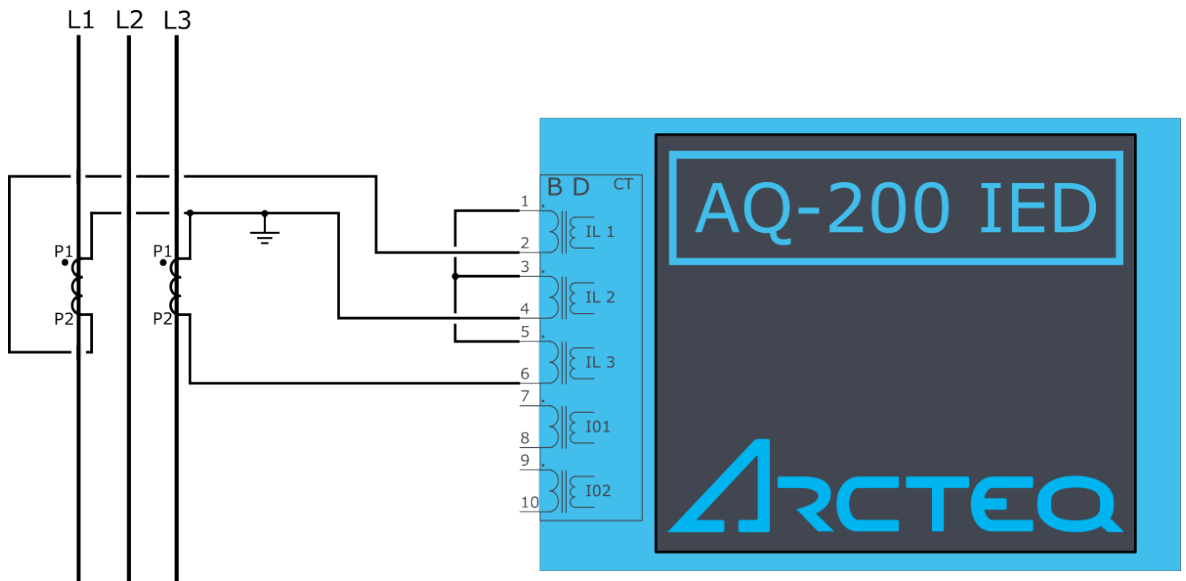 L1 L2 L3
B D CT
AQ-200 IED
1
IL 1
2
P1 P1
3
IL 2
P2 P2
4
5
IL 3
6
7
I01
8
9
I02
10
ARCTEQ